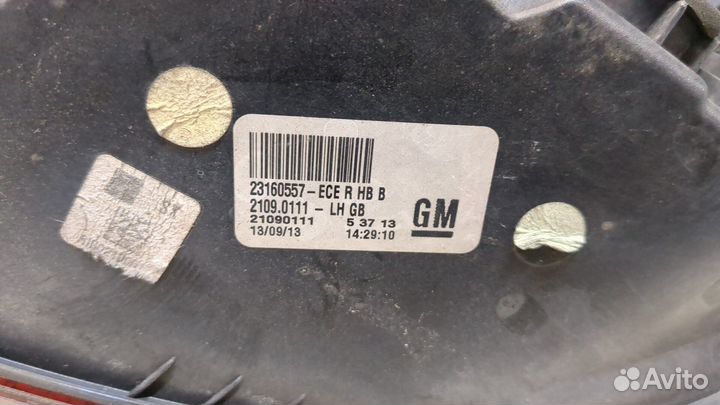 23160557-ECE R HB B
2109.0111 - LH GB
21090111 5 37 13
13/09/13 14:29:10
GM
Avito